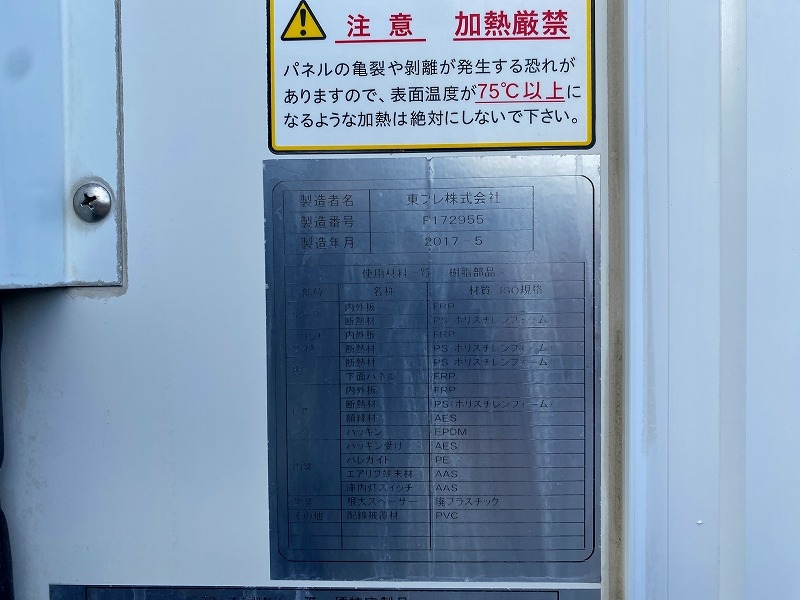 注意 加熱厳禁
パネルの亀裂や剥離が発生する恐れが
ありますので、表面温度が75℃以上に
なるような加熱は絶対にしないで下さい。
製造者名 東プレ株式会社
製造番号 F172955
製造年月 2017-5
使用材料一覧 樹脂部品
部位 名称 材質 ISO規格
内外板 FRP
断熱材 PS ポリスチレンフォーム
内外板 FRP
断熱材 PS ポリスチレンフォーム
断熱材 PS ポリスチレンフォーム
下面パネル FRP
ドア 内外板 FRP
断熱材 PS ポリスチレンフォーム
額縁材 AES
パッキン EPDM
パッキン受け AES
内装 PE
エアリブ端末材 AAS
庫内灯スイッチ AAS
根太スペーサー 廃プラスチック
その他 配線被覆材 PVC